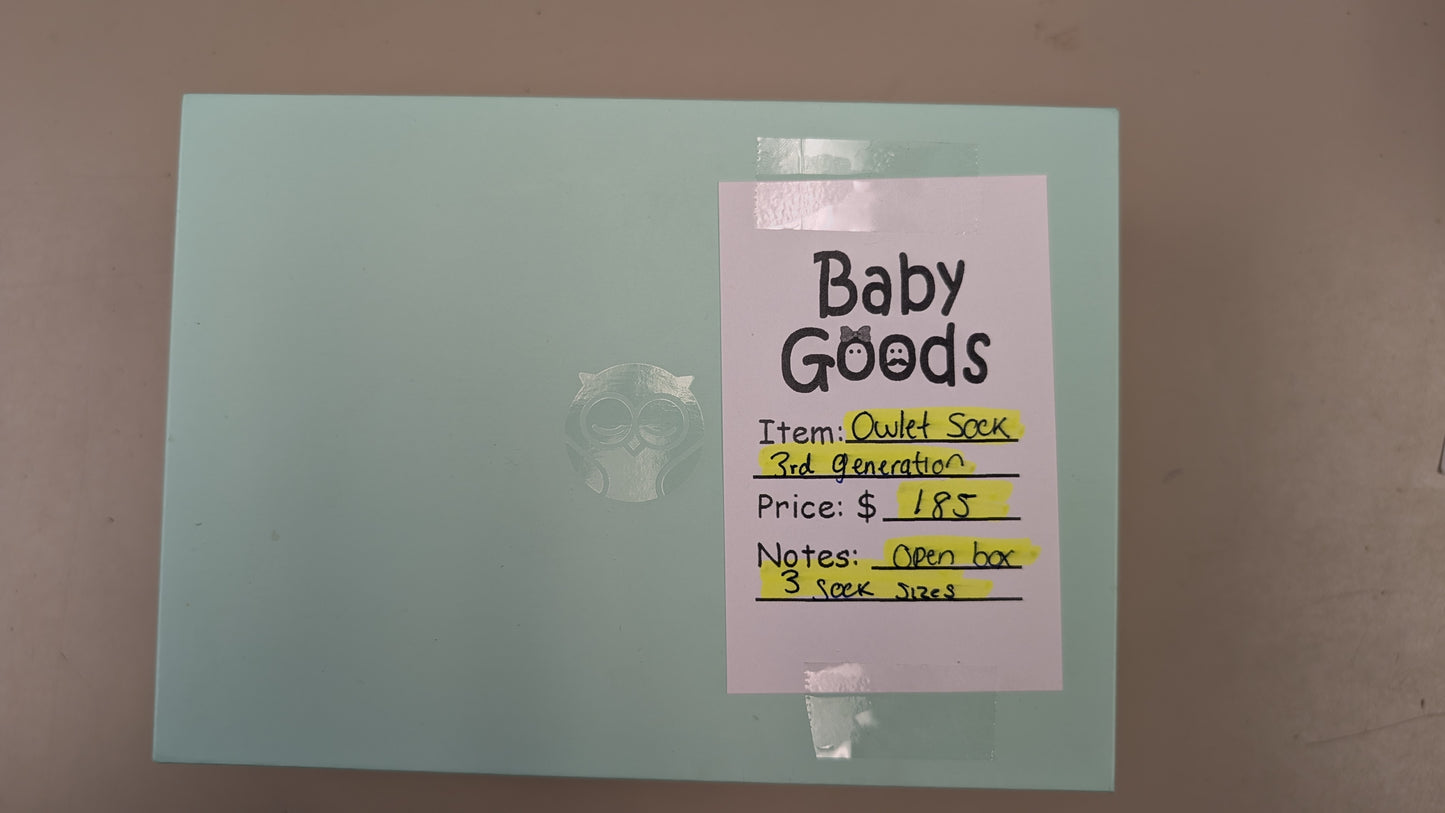 Baby
Goods
Item: Owlet Sock
3rd generation
Price: $ 185
Notes: Open box
3 sock sizes